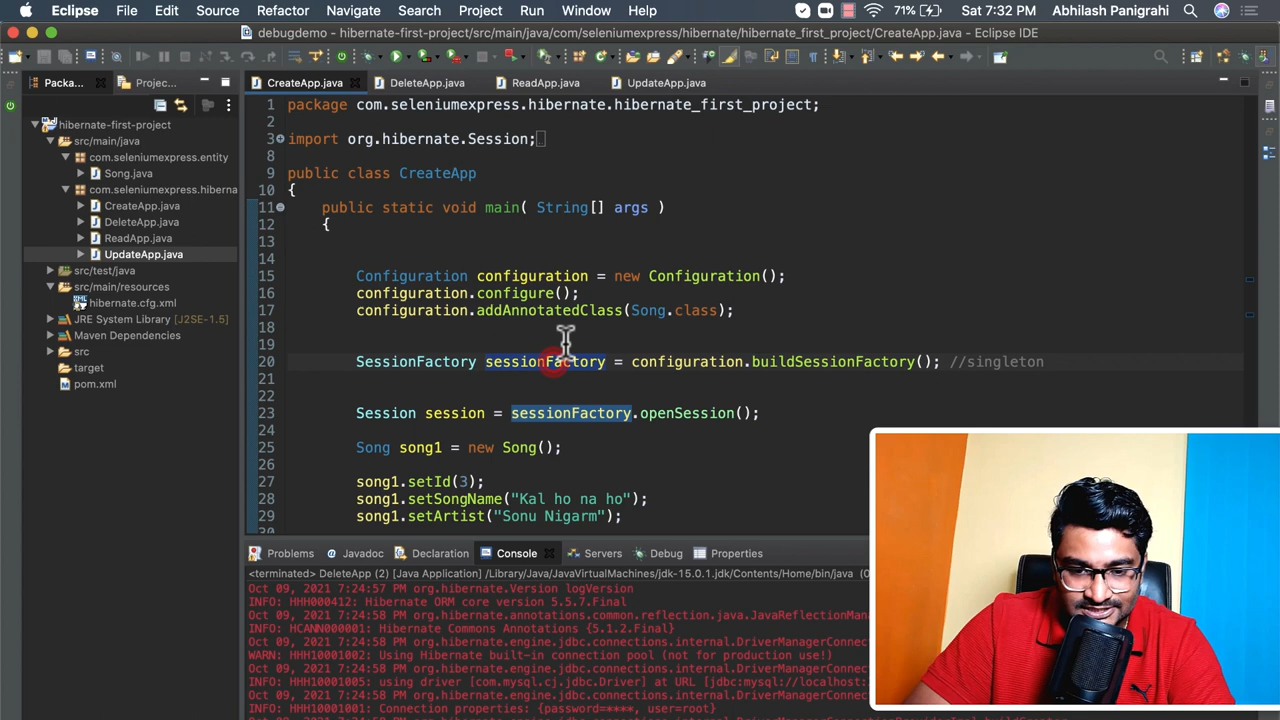 Eclipse File Edit Source Refactor Navigate Search Project Run Window Help 71% Sat 7:32 PM Abhilash Panigrahi
debugdemo - hibernate-first-project/src/main/java/com/seleniumexpress/hibernate/hibernate_first_project/CreateApp.java - Eclipse IDE
Packa... Projec... CreateApp.java DeleteApp.java ReadApp.java UpdateApp.java
hibernate-first-project
src/main/java
com.seleniumexpress.entity
Song.java
com.seleniumexpress.hiberna
CreateApp.java
DeleteApp.java
ReadApp.java
UpdateApp.java
src/test/java
src/main/resources
hibernate.cfg.xml
JRE System Library [J2SE-1.5]
Maven Dependencies
src
target
pom.xml
1 package com.seleniumexpress.hibernate.hibernate_first_project;
2
3 import org.hibernate.Session;
8
9 public class CreateApp
10 {
11 public static void main( String[] args )
12 {
13
14
15 Configuration configuration = new Configuration();
16 configuration.configure();
17 configuration.addAnnotatedClass(Song.class);
18
19
20 SessionFactory sessionFactory = configuration.buildSessionFactory(); //singleton
21
22
23 Session session = sessionFactory.openSession();
24
25 Song song1 = new Song();
26
27 song1.setId(3);
28 song1.setSongName("Kal ho na ho");
29 song1.setArtist("Sonu Nigarm");
30
Problems Javadoc Declaration Console Servers Debug Properties
<terminated> DeleteApp (2) [Java Application] /Library/Java/JavaVirtualMachines/jdk-15.0.1.jdk/Contents/Home/bin/java (O
Oct 09, 2021 7:24:57 PM org.hibernate.Version logVersion
INFO: HHH000412: Hibernate ORM core version 5.5.7.Final
Oct 09, 2021 7:24:58 PM org.hibernate.annotations.common.reflection.java.JavaReflectionMan
INFO: HCANN000001: Hibernate Commons Annotations {5.1.2.Final}
Oct 09, 2021 7:24:58 PM org.hibernate.engine.jdbc.connections.internal.DriverManagerConnec
WARN: HHH10001002: Using Hibernate built-in connection pool (not for production use!)
Oct 09, 2021 7:24:58 PM org.hibernate.engine.jdbc.connections.internal.DriverManagerConnec
INFO: HHH10001005: using driver [com.mysql.cj.jdbc.Driver] at URL [jdbc:mysql://localhost:
Oct 09, 2021 7:24:58 PM org.hibernate.engine.jdbc.connections.internal.DriverManagerConnec
INFO: HHH10001001: Connection properties: {password=****, user=root}